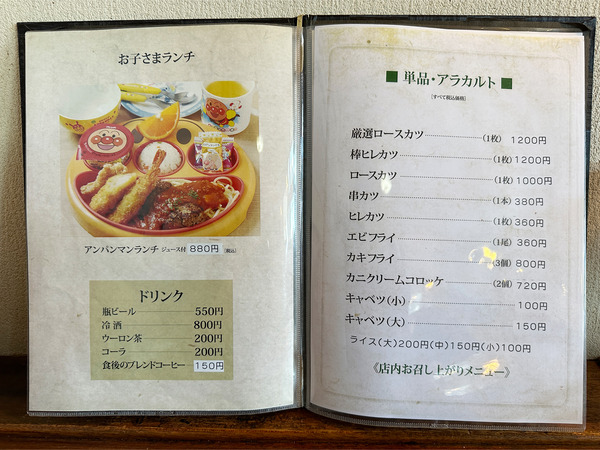 お子さまランチ
アンパンマンランチ ジュース付 880円 [税込]
ドリンク
瓶ビール 550円
冷酒 800円
ウーロン茶 200円
コーラ 200円
食後のブレンドコーヒー 150円
■ 単品・アラカルト ■
[すべて税込価格]
厳選ロースカツ (1枚) 1200円
棒ヒレカツ (1枚) 1200円
ロースカツ (1枚) 1000円
串カツ (1本) 380円
ヒレカツ (1枚) 360円
エビフライ (1尾) 360円
カキフライ (3個) 800円
カニクリームコロッケ (2個) 720円
キャベツ(小) 100円
キャベツ(大) 150円
ライス(大)200円(中)150円(小)100円
《店内お召し上がりメニュー》